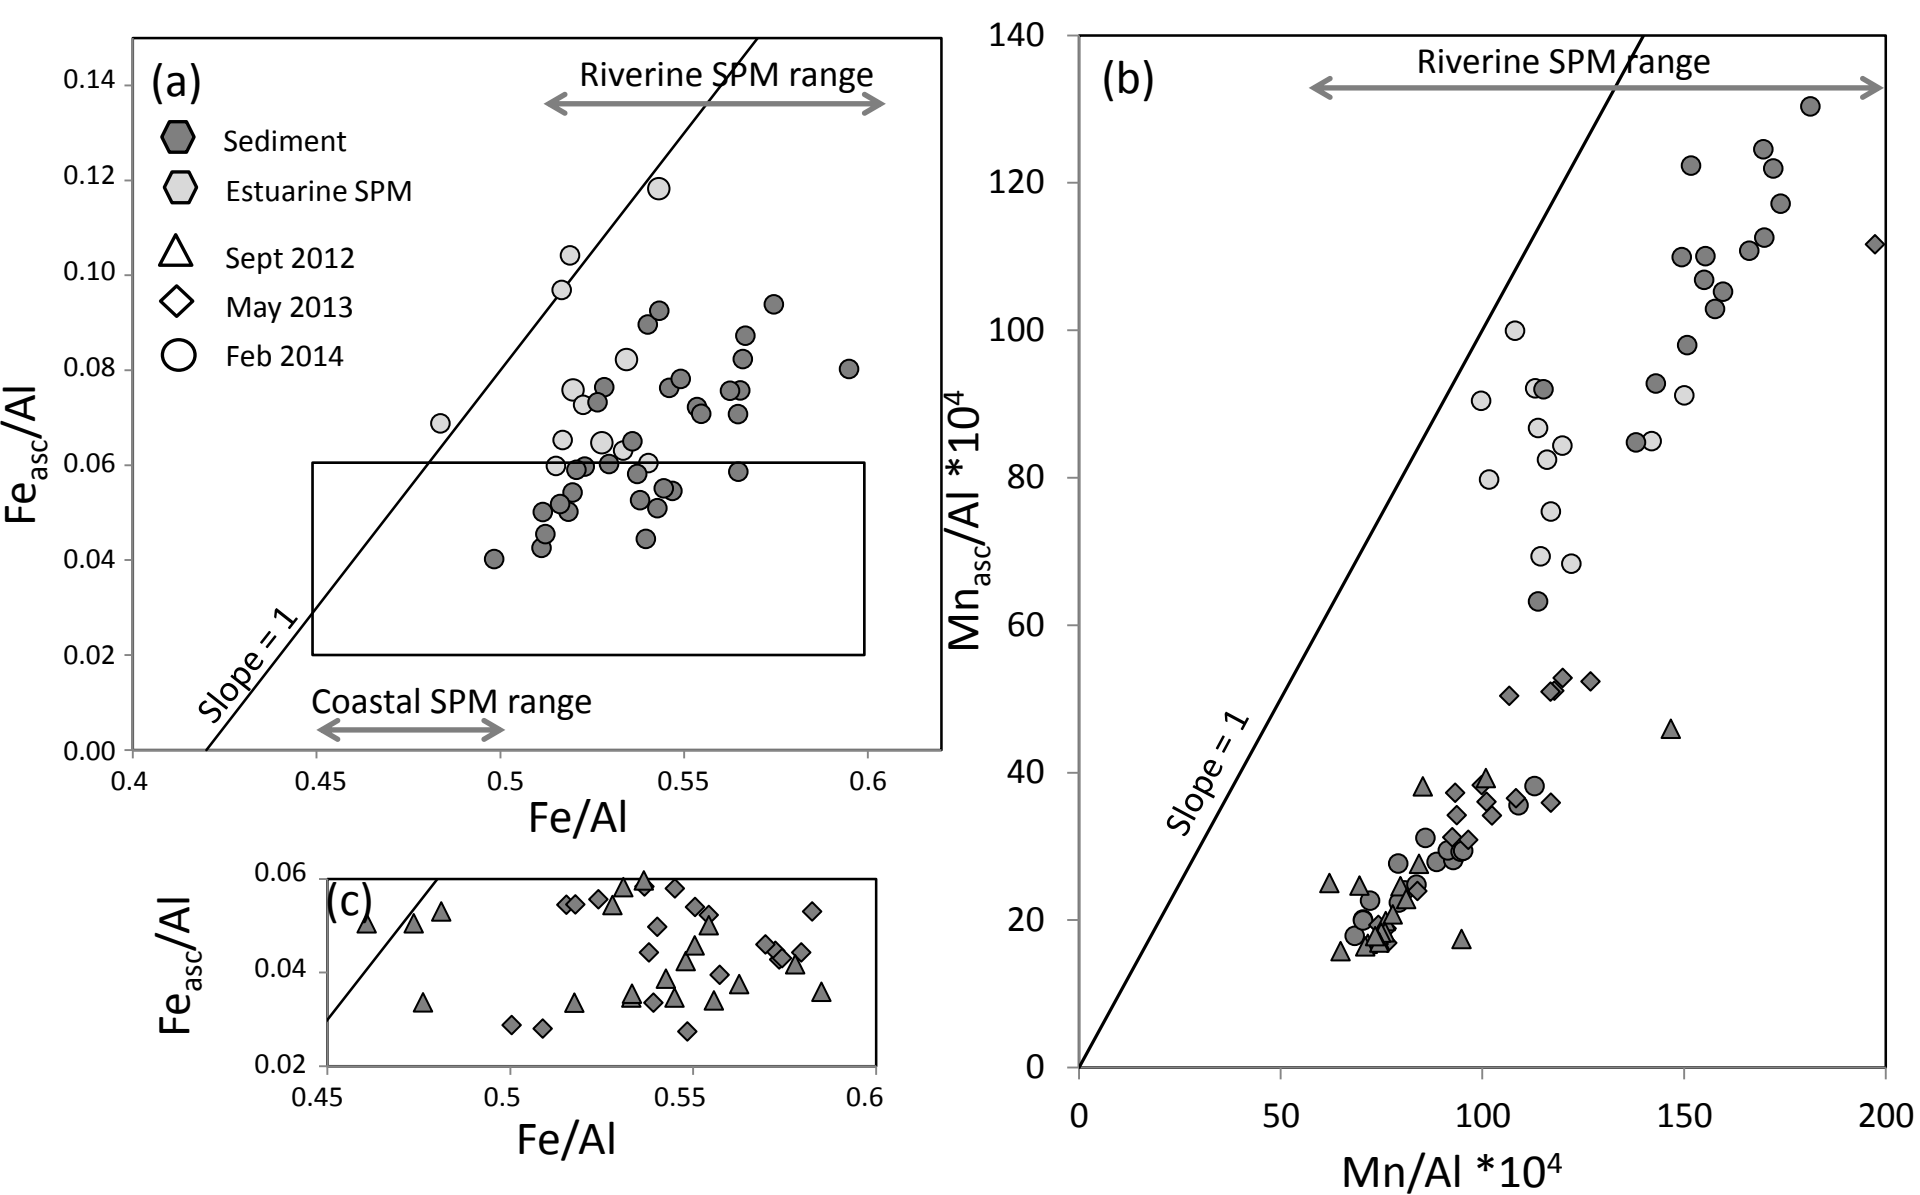 (a)
Riverine SPM range
Sediment
Estuarine SPM
Sept 2012
May 2013
Feb 2014
0.14
0.12
0.10
0.08
0.06
0.04
0.02
0.00
Fe_asc/Al
Slope = 1
Coastal SPM range
0.4 0.45 0.5 0.55 0.6
Fe/Al
(b)
Riverine SPM range
140
120
100
80
60
40
20
0
Mn_asc/Al *10⁴
Slope = 1
0 50 100 150 200
Mn/Al *10⁴
(c)
0.06
0.04
0.02
Fe_asc/Al
0.45 0.5 0.55 0.6
Fe/Al